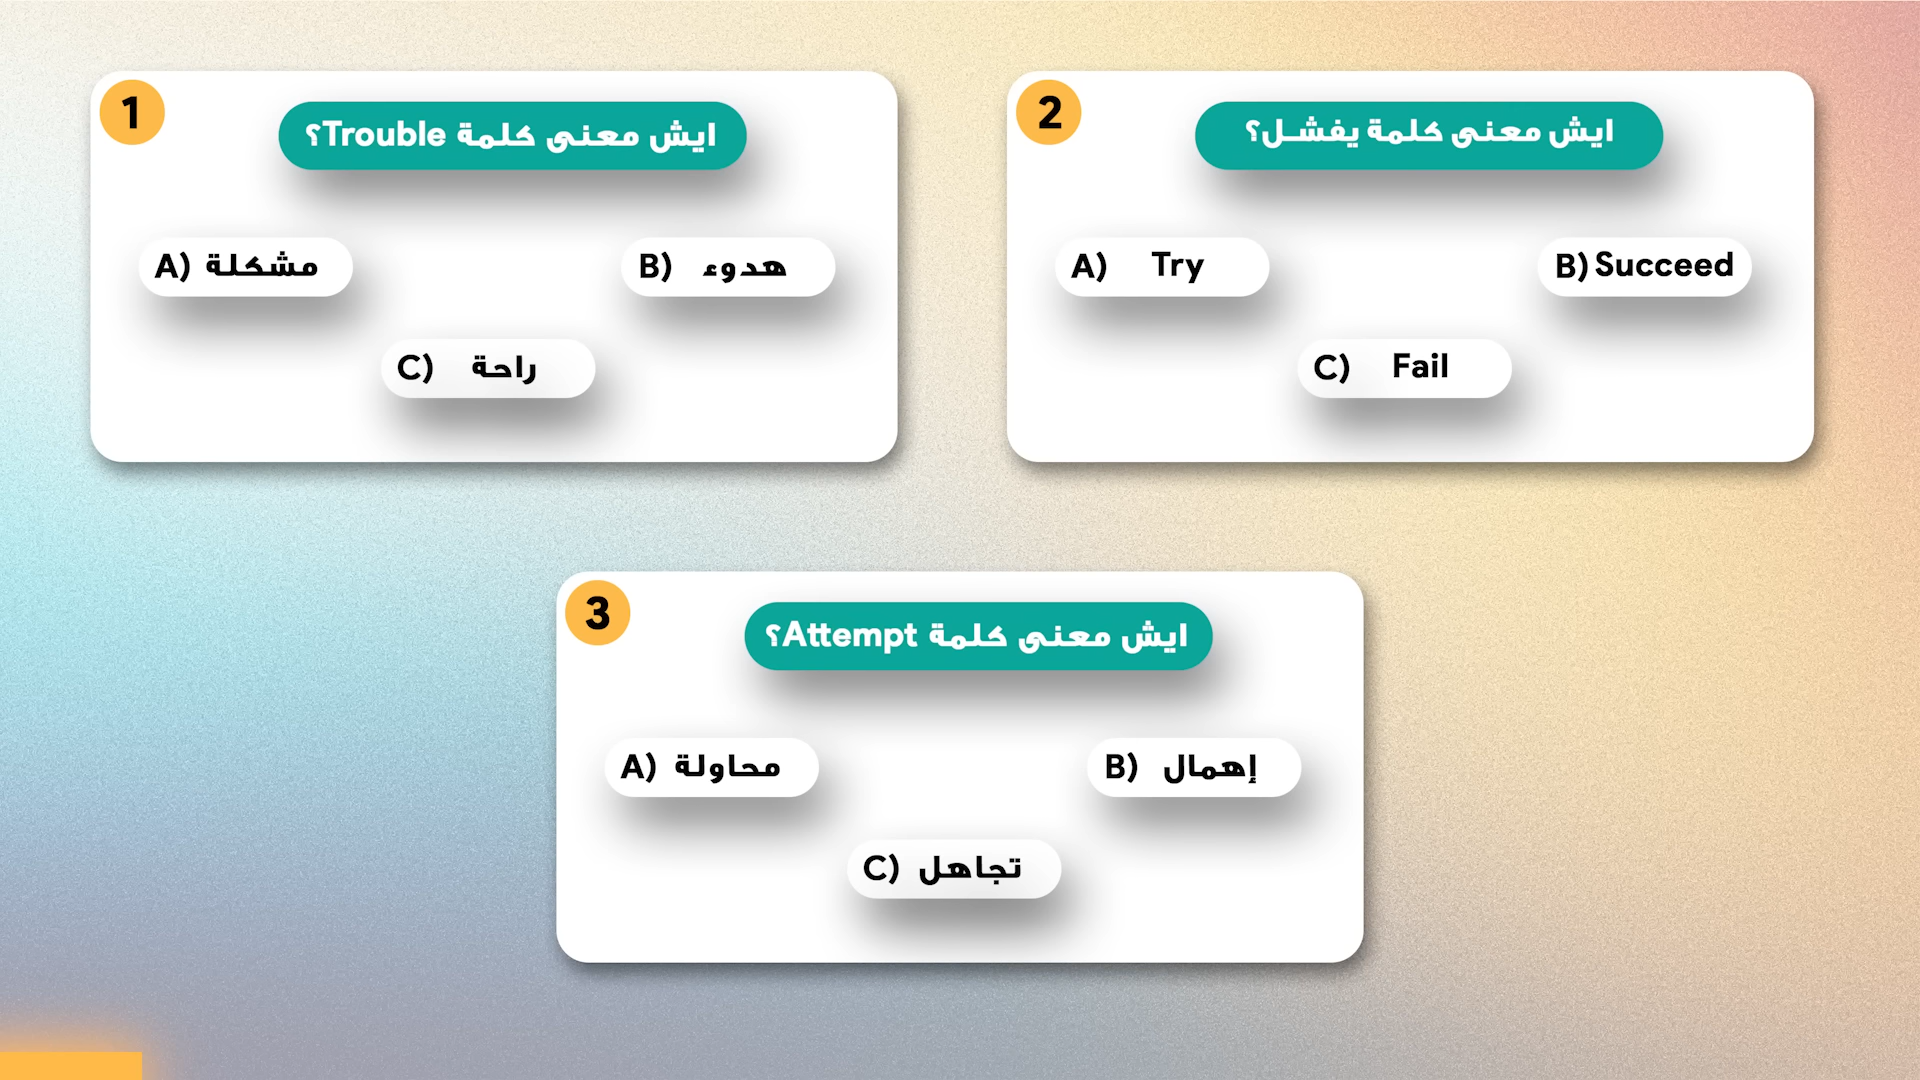 1
ايش معنى كلمة Trouble؟
A) مشكلة
B) هدوء
C) راحة
2
ايش معنى كلمة يفشل؟
A) Try
B) Succeed
C) Fail
3
ايش معنى كلمة Attempt؟
A) محاولة
B) إهمال
C) تجاهل